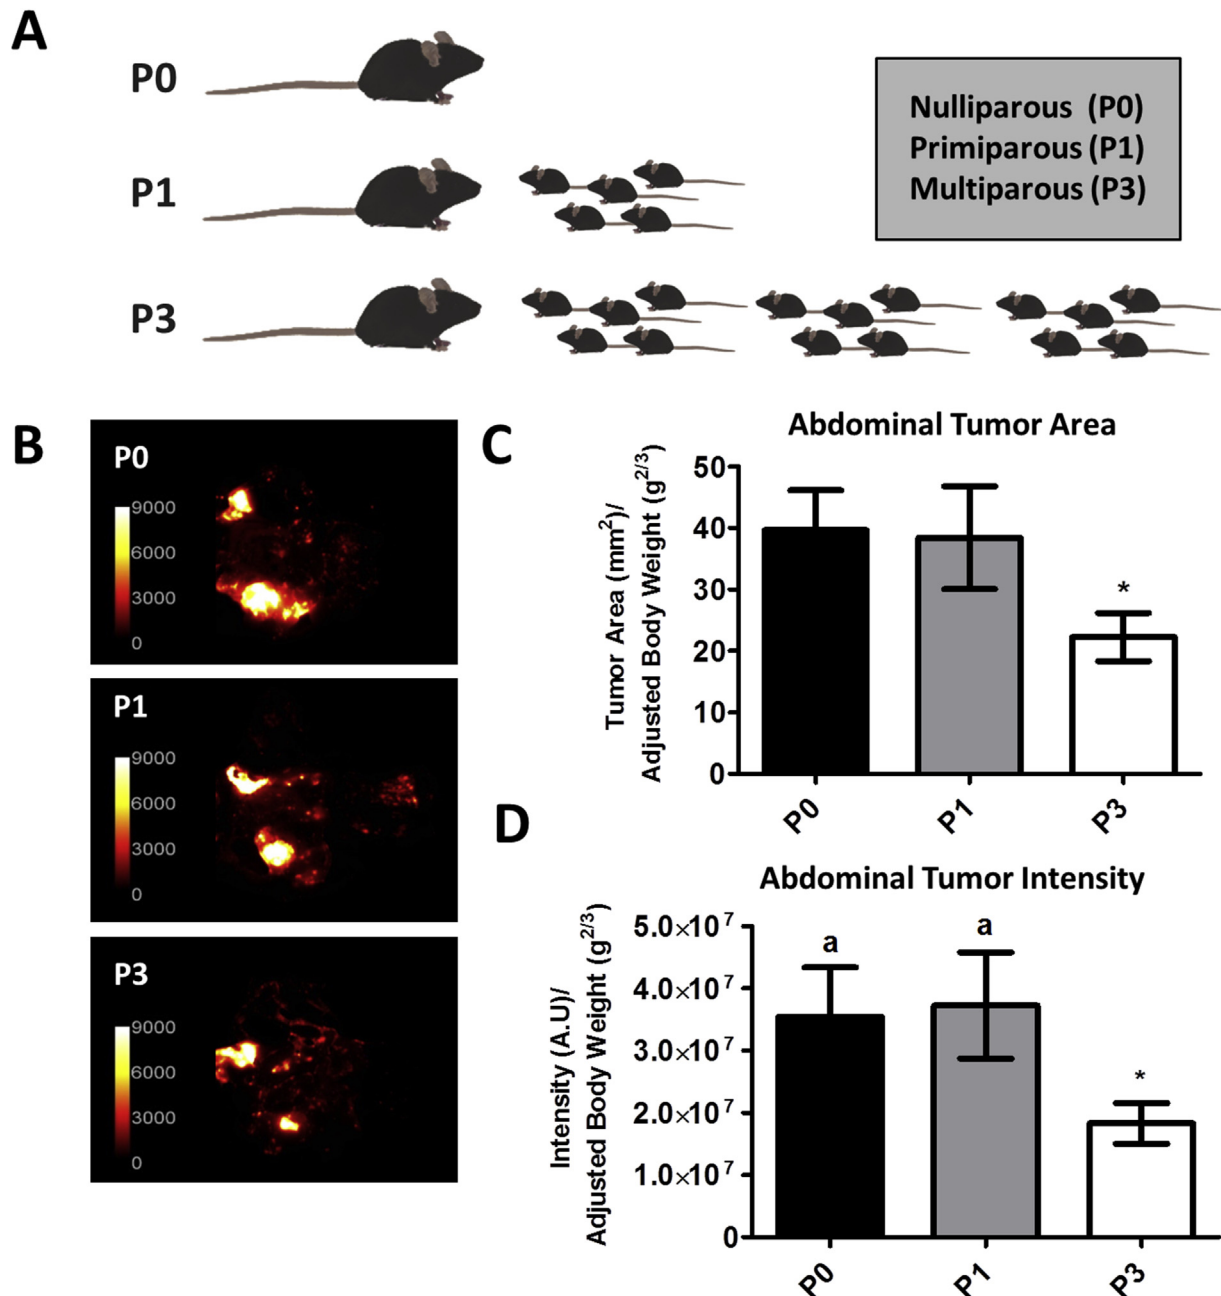 A
P0
P1
P3
Nulliparous (P0)
Primiparous (P1)
Multiparous (P3)
B
P0
9000
6000
3000
0
P1
9000
6000
3000
0
P3
9000
6000
3000
0
C
Abdominal Tumor Area
Tumor Area (mm²)/
Adjusted Body Weight (g^2/3)
50
40
30
20
10
0
*
P0
P1
P3
D
Abdominal Tumor Intensity
Intensity (A.U)/
Adjusted Body Weight (g^2/3)
5.0×10⁷
4.0×10⁷
3.0×10⁷
2.0×10⁷
1.0×10⁷
0
a
a
*
P0
P1
P3